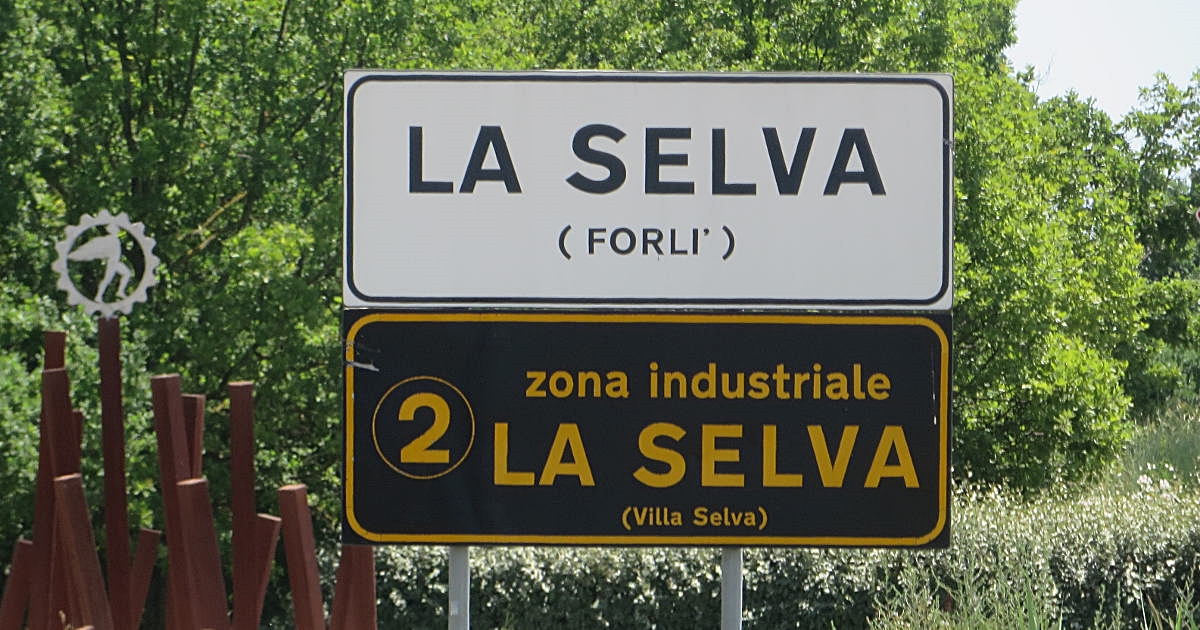 LA SELVA
( FORLI’ )
zona industriale
2
LA SELVA
(Villa Selva)